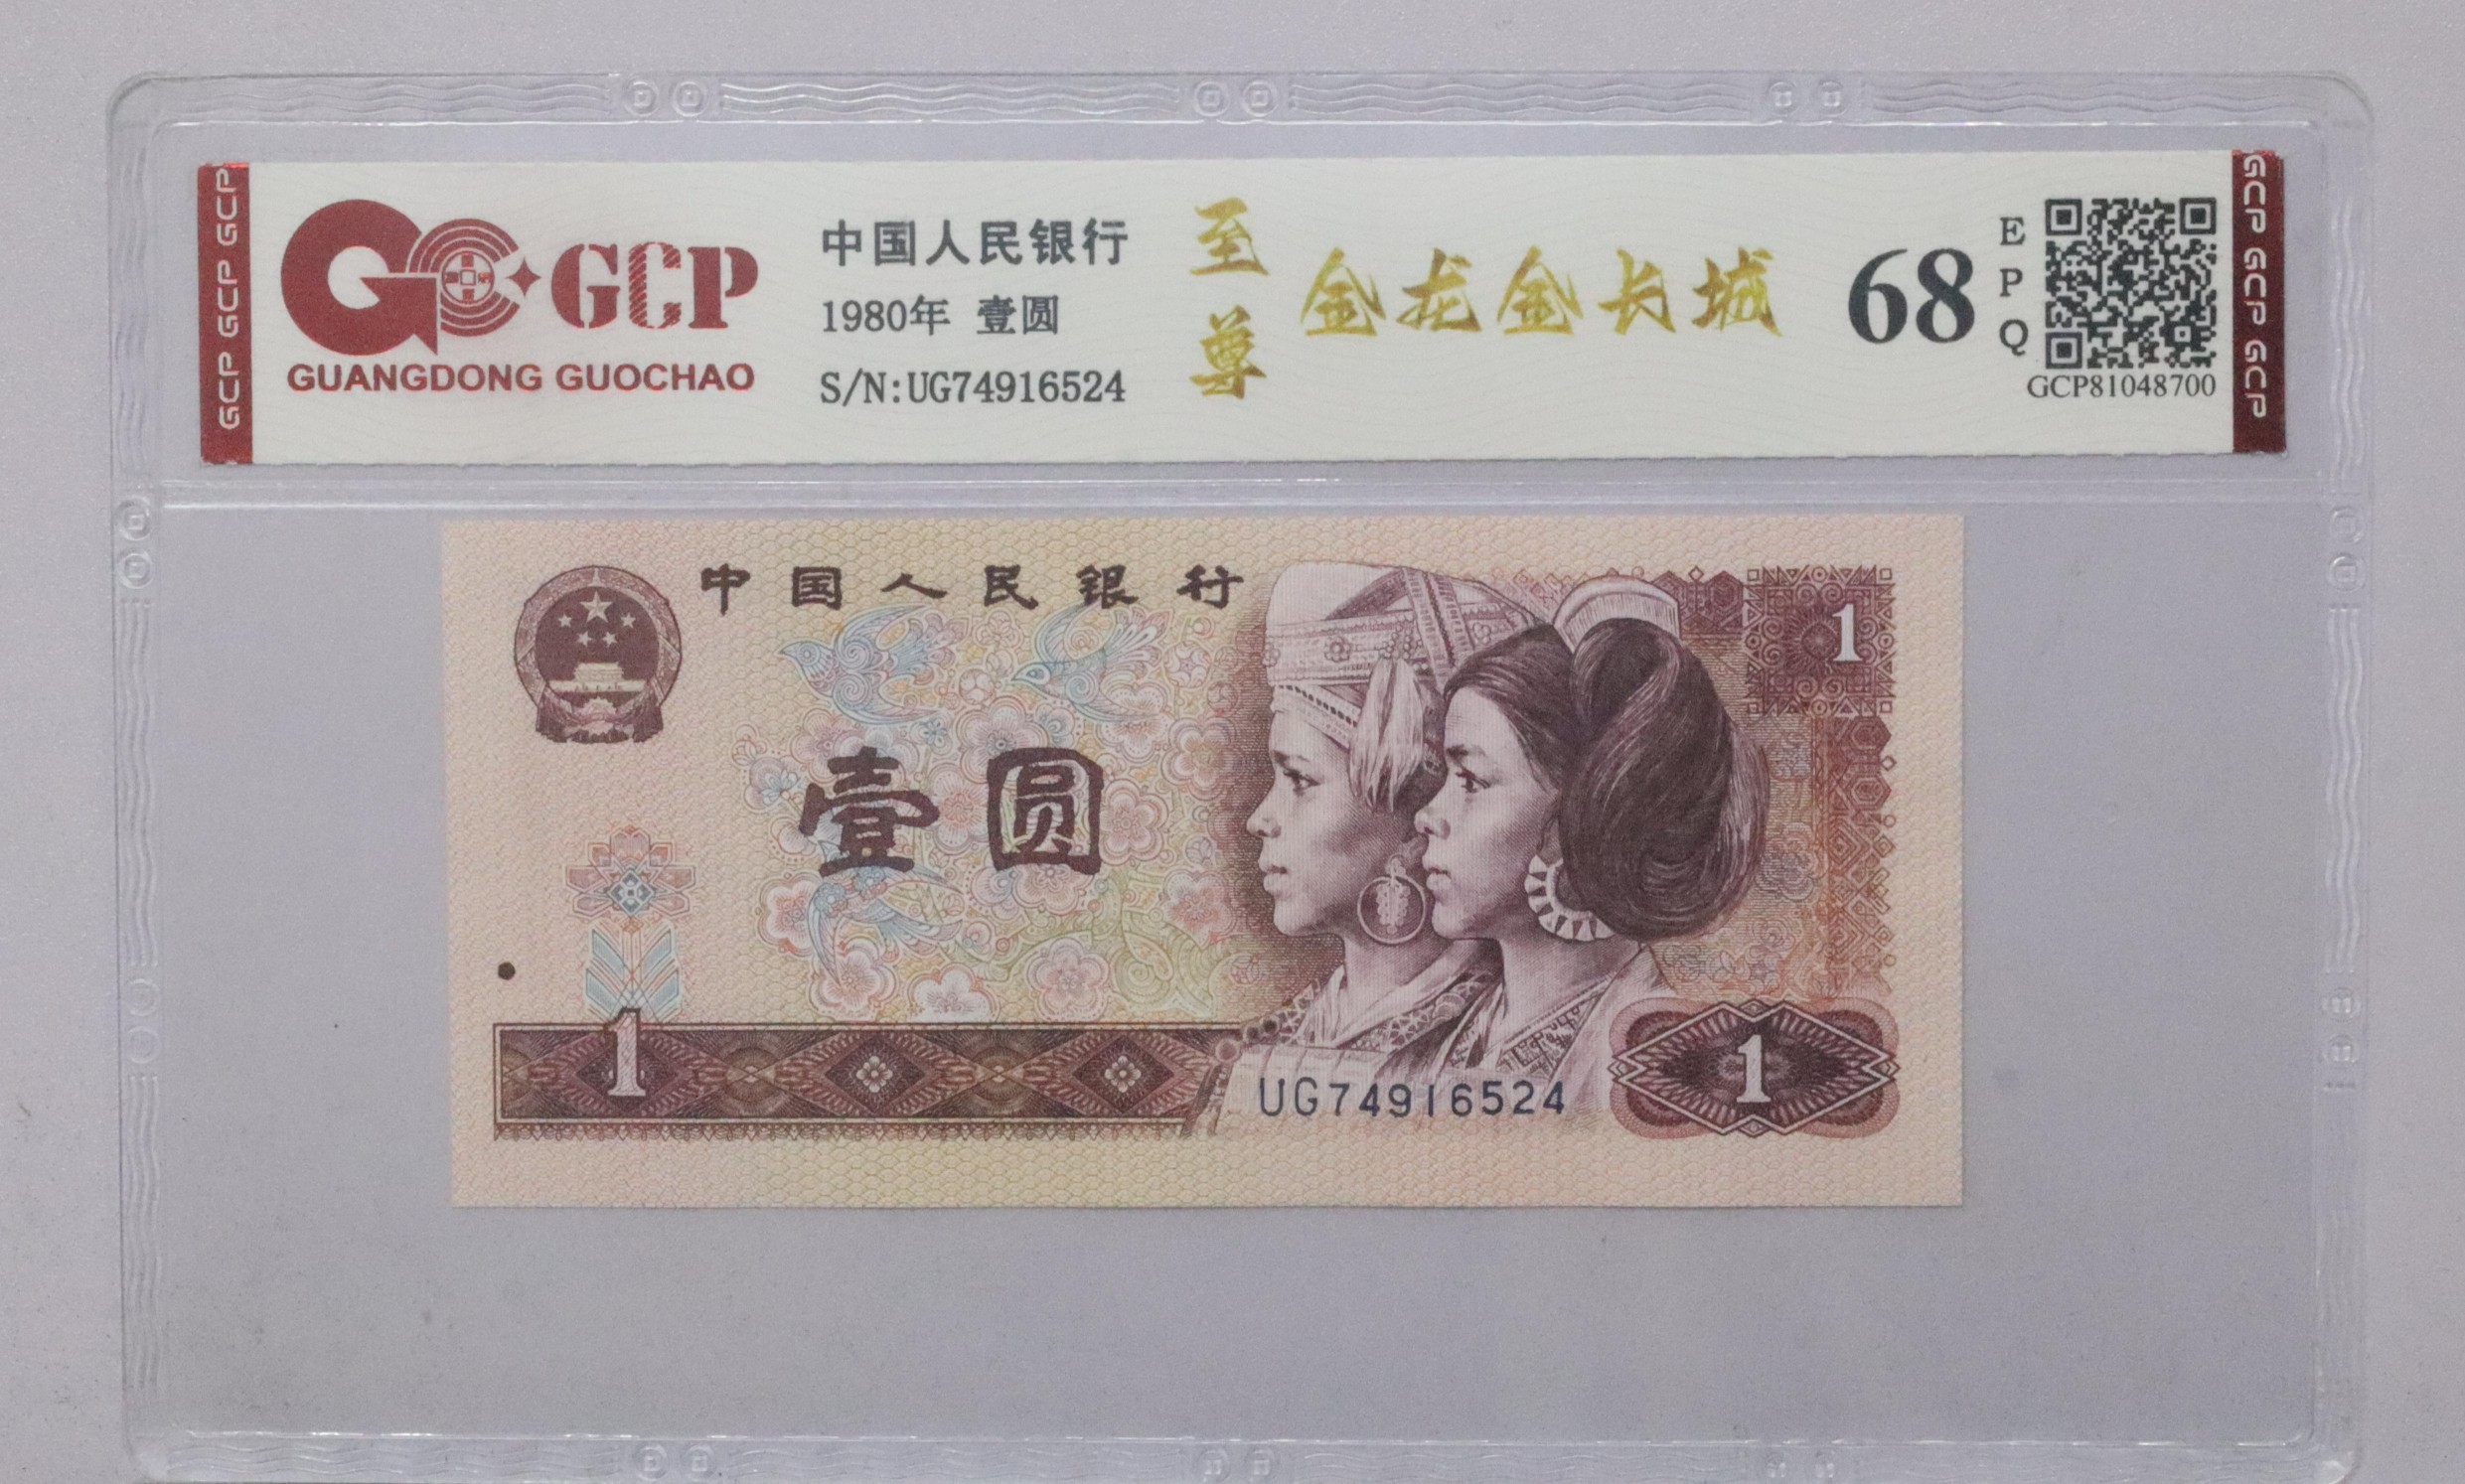 GCP GCP GCP
GCP
GUANGDONG GUOCHAO
中国人民银行
1980年 壹圆
S/N:UG74916524
至尊
金龙金长城
68
EPQ
GCP81048700
GCP GCP GCP
中国人民银行
1
壹圆
1
UG74916524
1